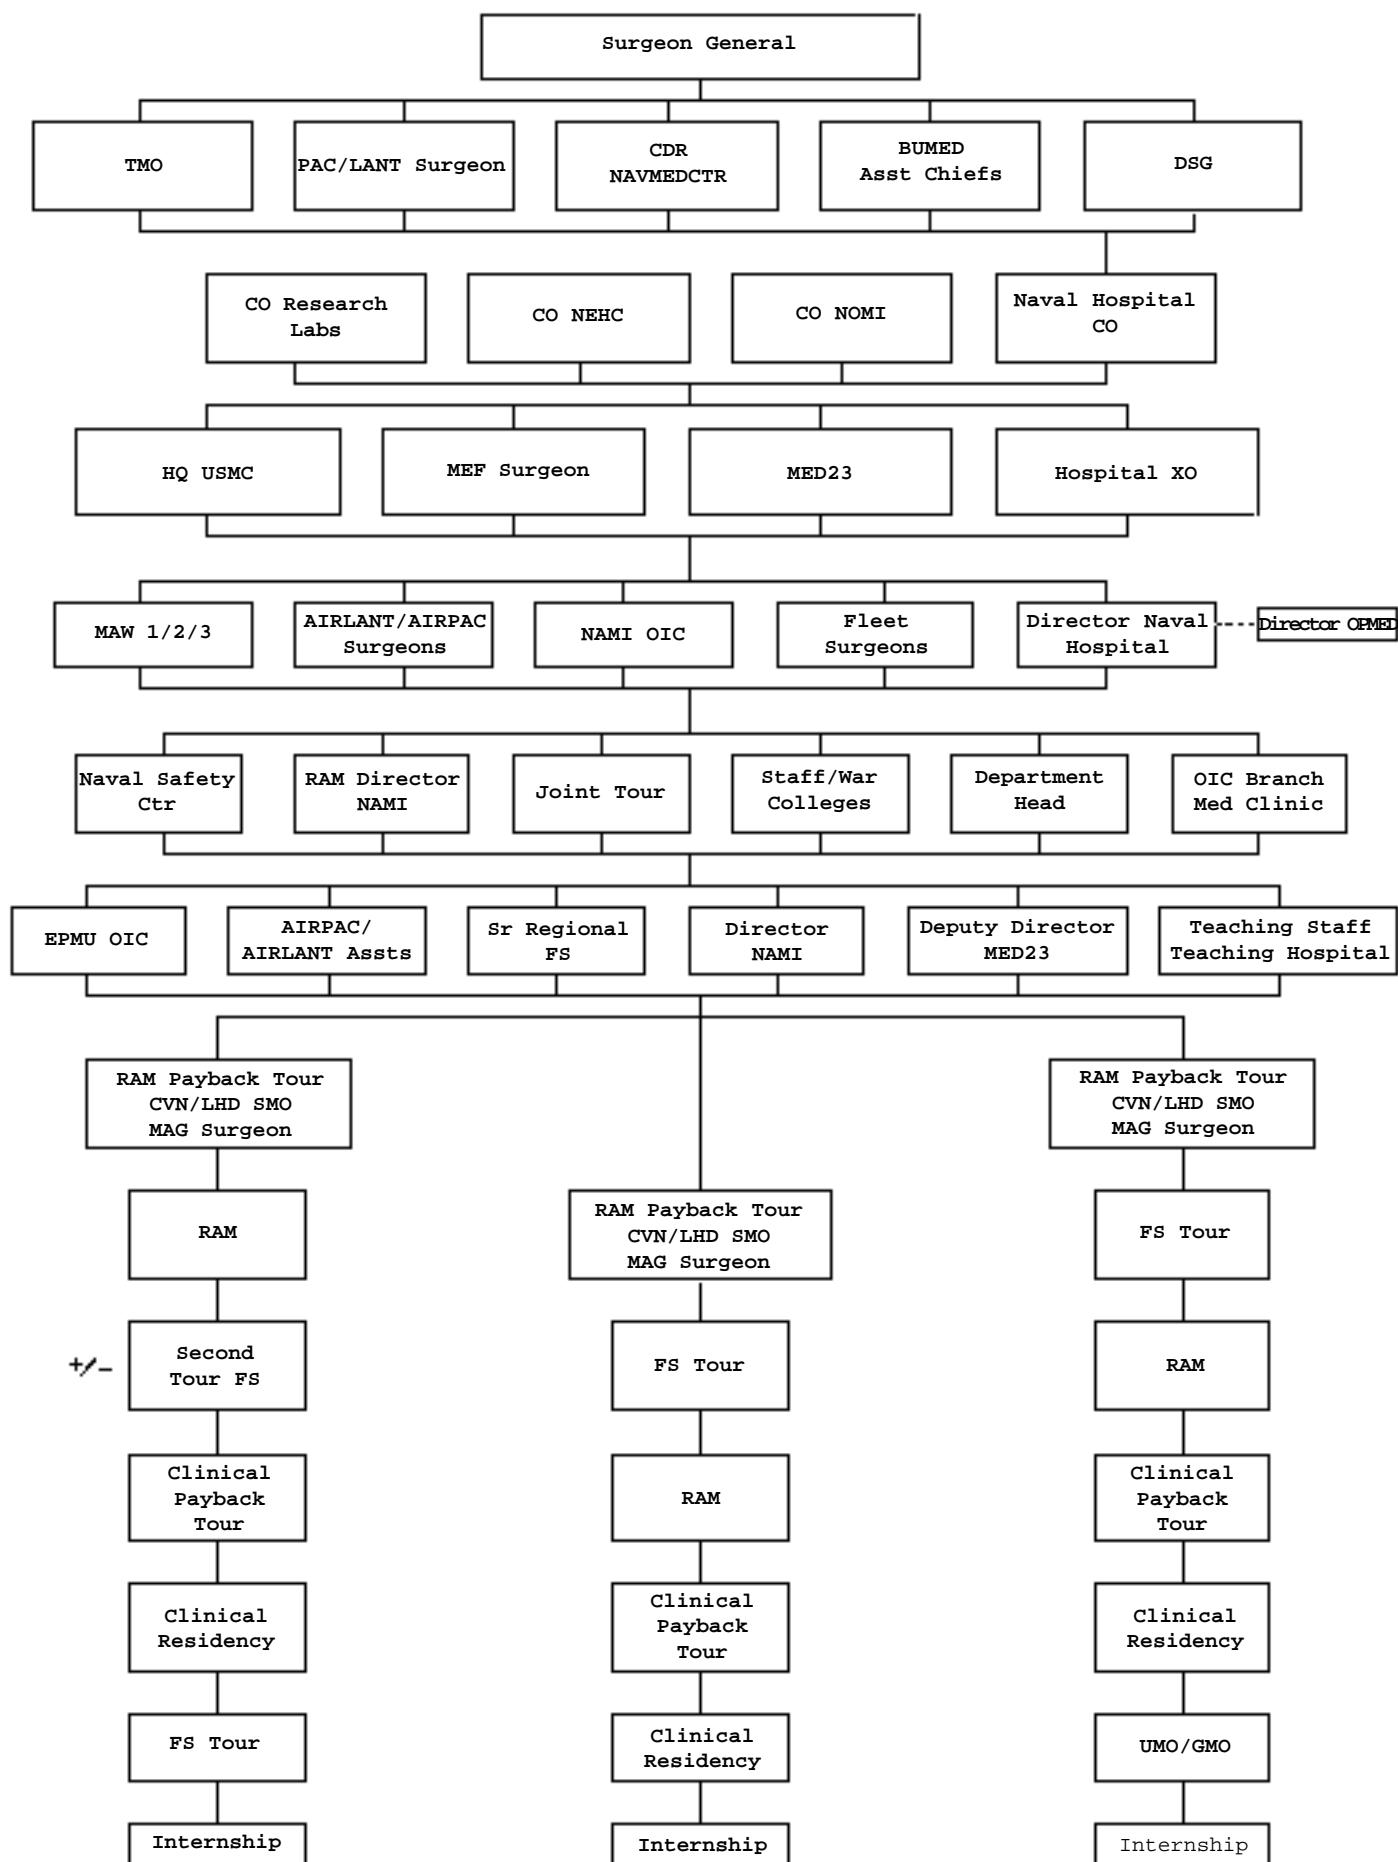 Surgeon General
TMO
PAC/LANT Surgeon
CDR
NAVMEDCTR
BUMED
Asst Chiefs
DSG
CO Research
Labs
CO NEHC
CO NOMI
Naval Hospital
CO
HQ USMC
MEF Surgeon
MED23
Hospital XO
MAW 1/2/3
AIRLANT/AIRPAC
Surgeons
NAMI OIC
Fleet
Surgeons
Director Naval
Hospital
Director OPMED
Naval Safety
Ctr
RAM Director
NAMI
Joint Tour
Staff/War
Colleges
Department
Head
OIC Branch
Med Clinic
EPMU OIC
AIRPAC/
AIRLANT Assts
Sr Regional
FS
Director
NAMI
Deputy Director
MED23
Teaching Staff
Teaching Hospital
RAM Payback Tour
CVN/LHD SMO
MAG Surgeon
RAM
+/-
Second
Tour FS
Clinical
Payback
Tour
Clinical
Residency
FS Tour
Internship
RAM Payback Tour
CVN/LHD SMO
MAG Surgeon
FS Tour
RAM
Clinical
Payback
Tour
Clinical
Residency
Internship
RAM Payback Tour
CVN/LHD SMO
MAG Surgeon
FS Tour
RAM
Clinical
Payback
Tour
Clinical
Residency
UMO/GMO
Internship